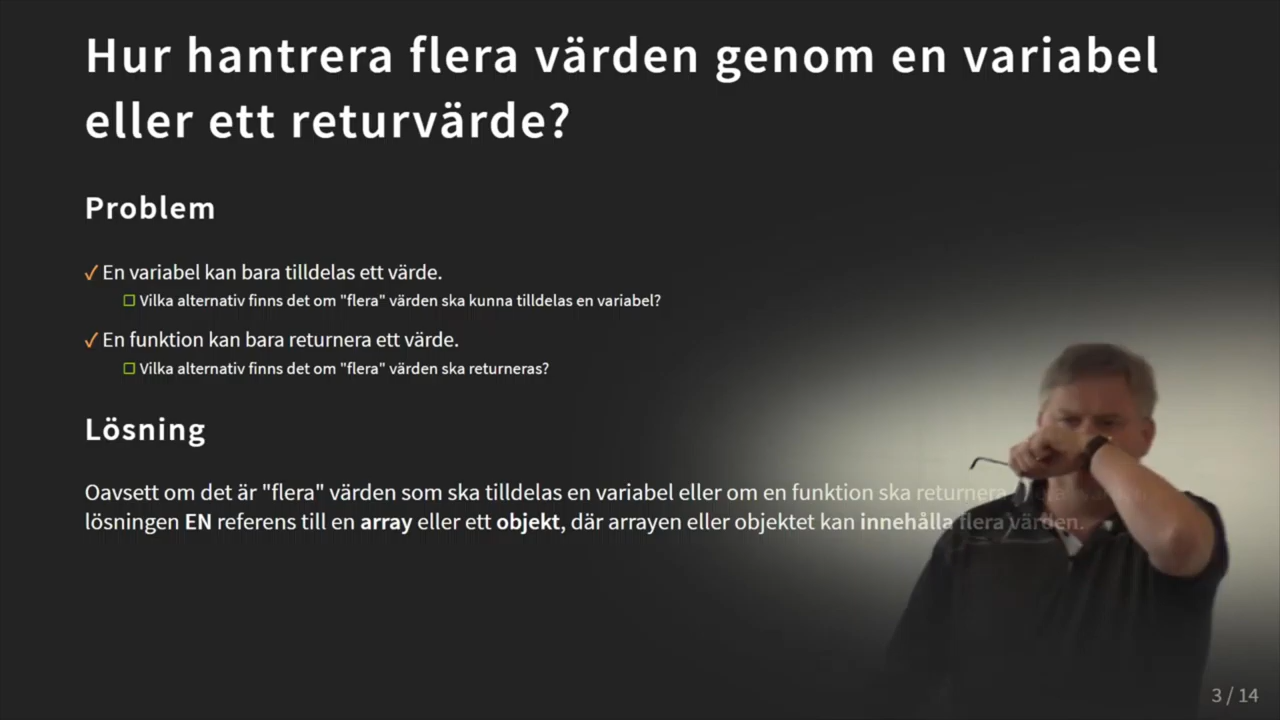 Hur hantrera flera värden genom en variabel
eller ett returvärde?
Problem
✓ En variabel kan bara tilldelas ett värde.
☐ Vilka alternativ finns det om "flera" värden ska kunna tilldelas en variabel?
✓ En funktion kan bara returnera ett värde.
☐ Vilka alternativ finns det om "flera" värden ska returneras?
Lösning
Oavsett om det är "flera" värden som ska tilldelas en variabel eller om en funktion ska returnera
lösningen EN referens till en array eller ett objekt, där arrayen eller objektet kan innehålla flera värden.
3 / 14